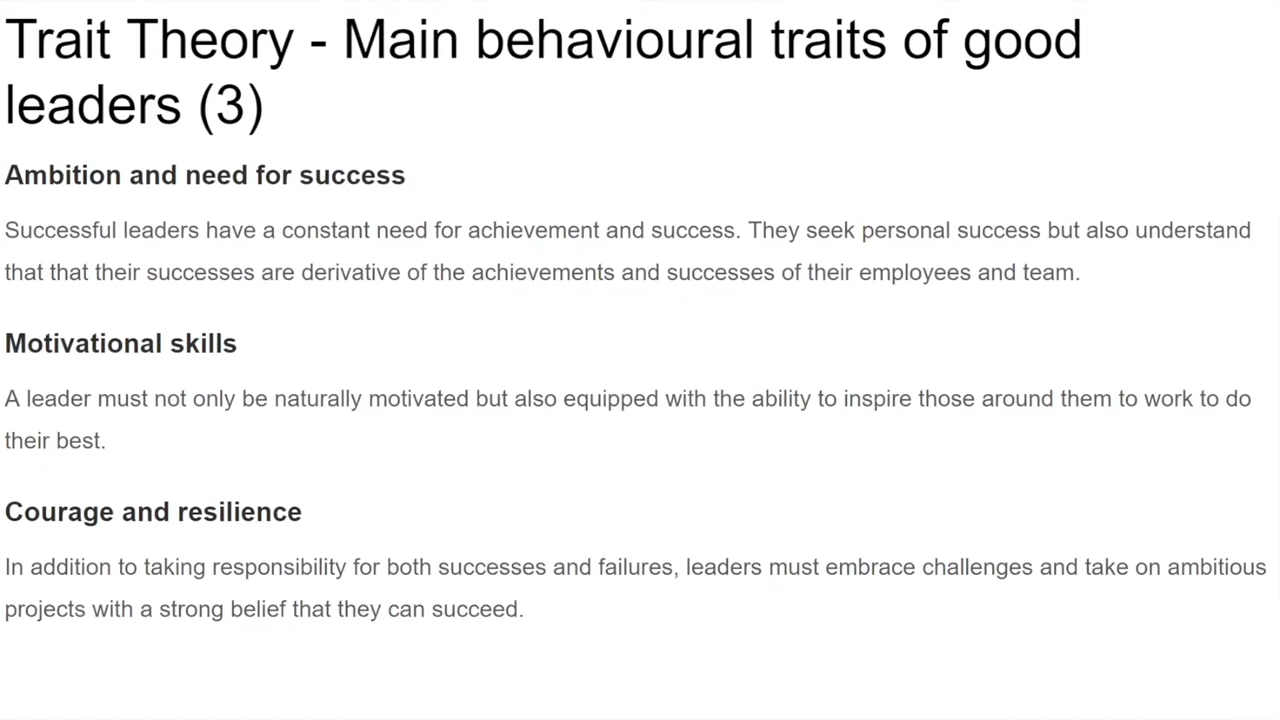 Trait Theory - Main behavioural traits of good
leaders (3)
Ambition and need for success
Successful leaders have a constant need for achievement and success. They seek personal success but also understand
that that their successes are derivative of the achievements and successes of their employees and team.
Motivational skills
A leader must not only be naturally motivated but also equipped with the ability to inspire those around them to work to do
their best.
Courage and resilience
In addition to taking responsibility for both successes and failures, leaders must embrace challenges and take on ambitious
projects with a strong belief that they can succeed.